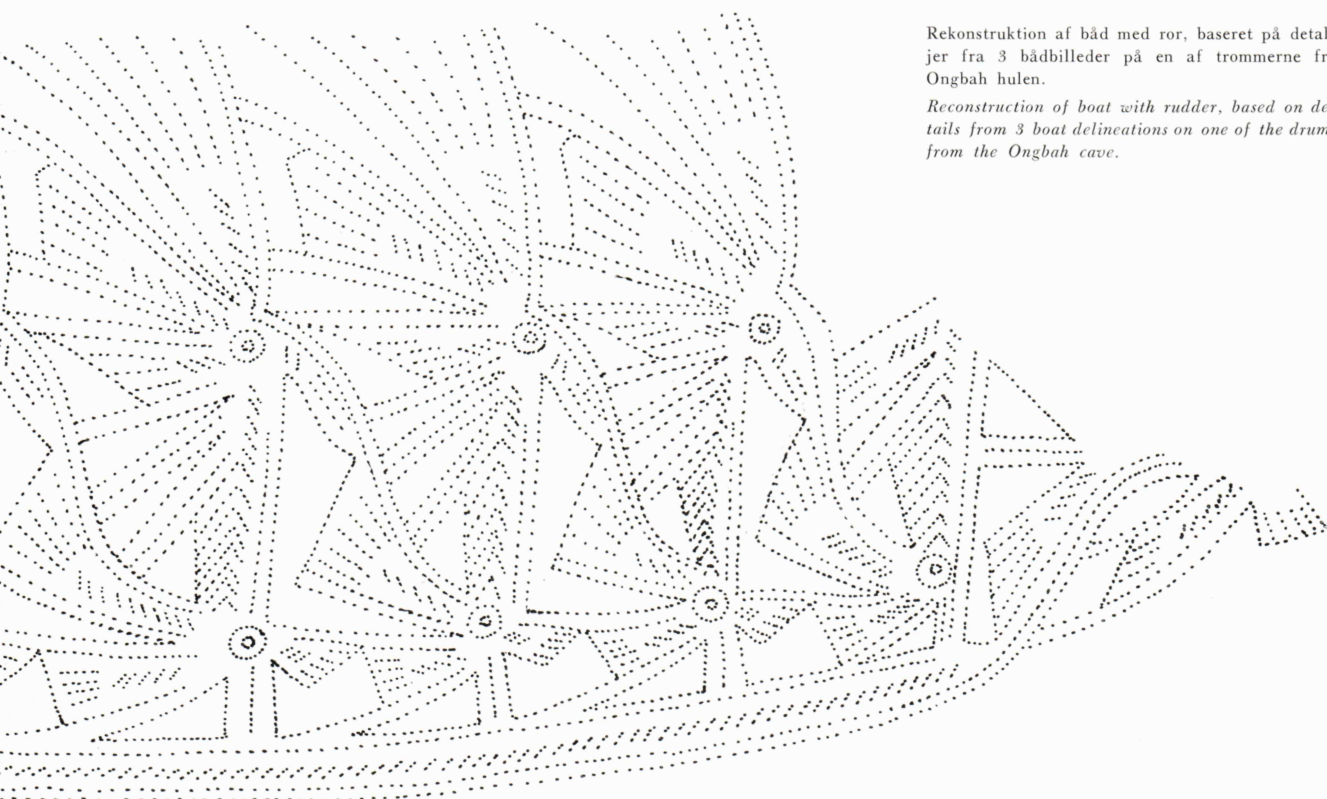 Rekonstruktion af båd med ror, baseret på detal
jer fra 3 bådbilleder på en af trommerne fr
Ongbah hulen.
Reconstruction of boat with rudder, based on de
tails from 3 boat delineations on one of the drum
from the Ongbah cave.